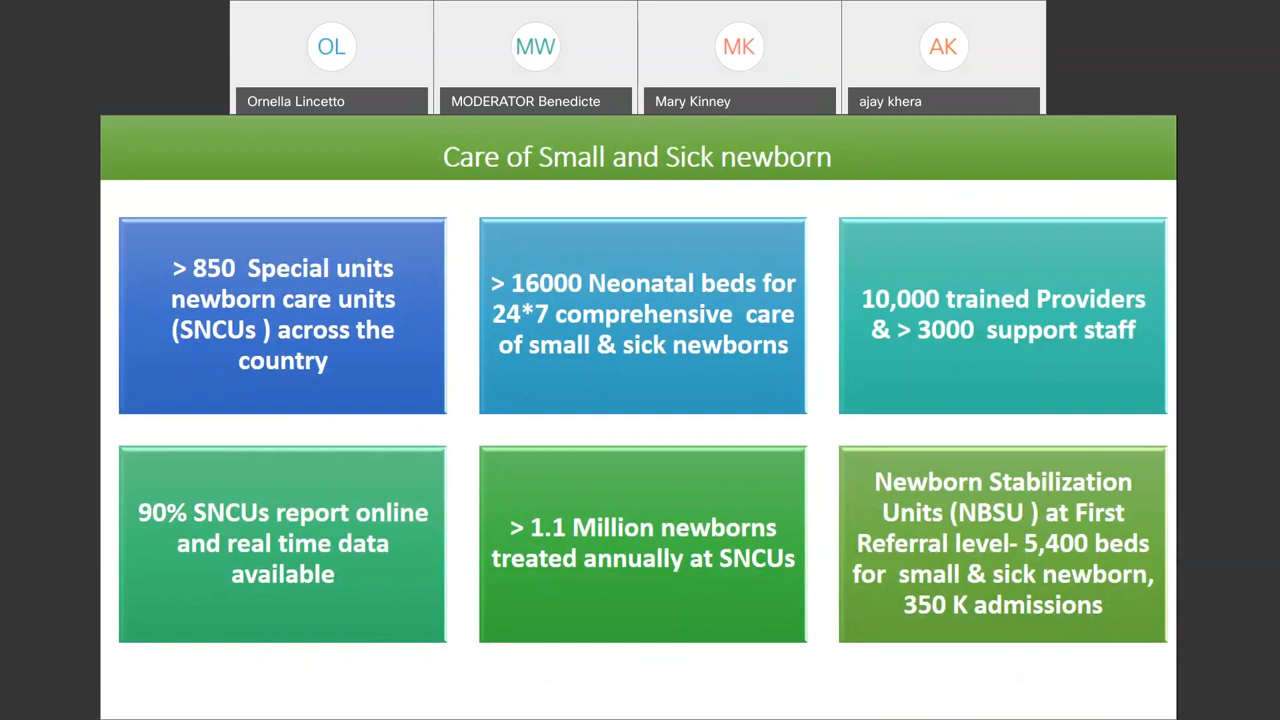 OL
MW
MK
AK
Ornella Lincetto
MODERATOR Benedicte
Mary Kinney
ajay khera
Care of Small and Sick newborn
> 850 Special units
newborn care units
(SNCUs ) across the
country
> 16000 Neonatal beds for
24*7 comprehensive care
of small & sick newborns
10,000 trained Providers
& > 3000 support staff
90% SNCUs report online
and real time data
available
> 1.1 Million newborns
treated annually at SNCUs
Newborn Stabilization
Units (NBSU ) at First
Referral level- 5,400 beds
for small & sick newborn,
350 K admissions